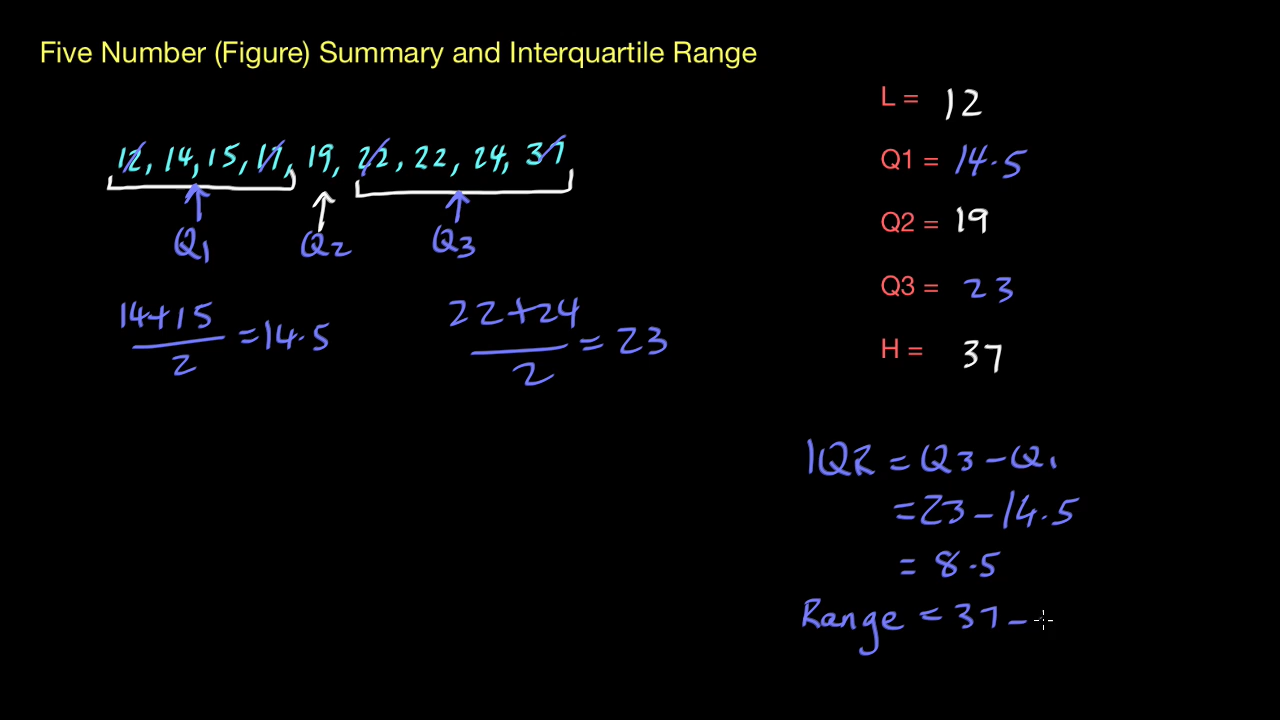 Five Number (Figure) Summary and Interquartile Range
12, 14, 15, 17, 19, 22, 22, 24, 37
Q1 Q2 Q3
14+15/2 = 14.5
22+24/2 = 23
L = 12
Q1 = 14.5
Q2 = 19
Q3 = 23
H = 37
IQR = Q3 - Q1
= 23 - 14.5
= 8.5
Range = 37 -